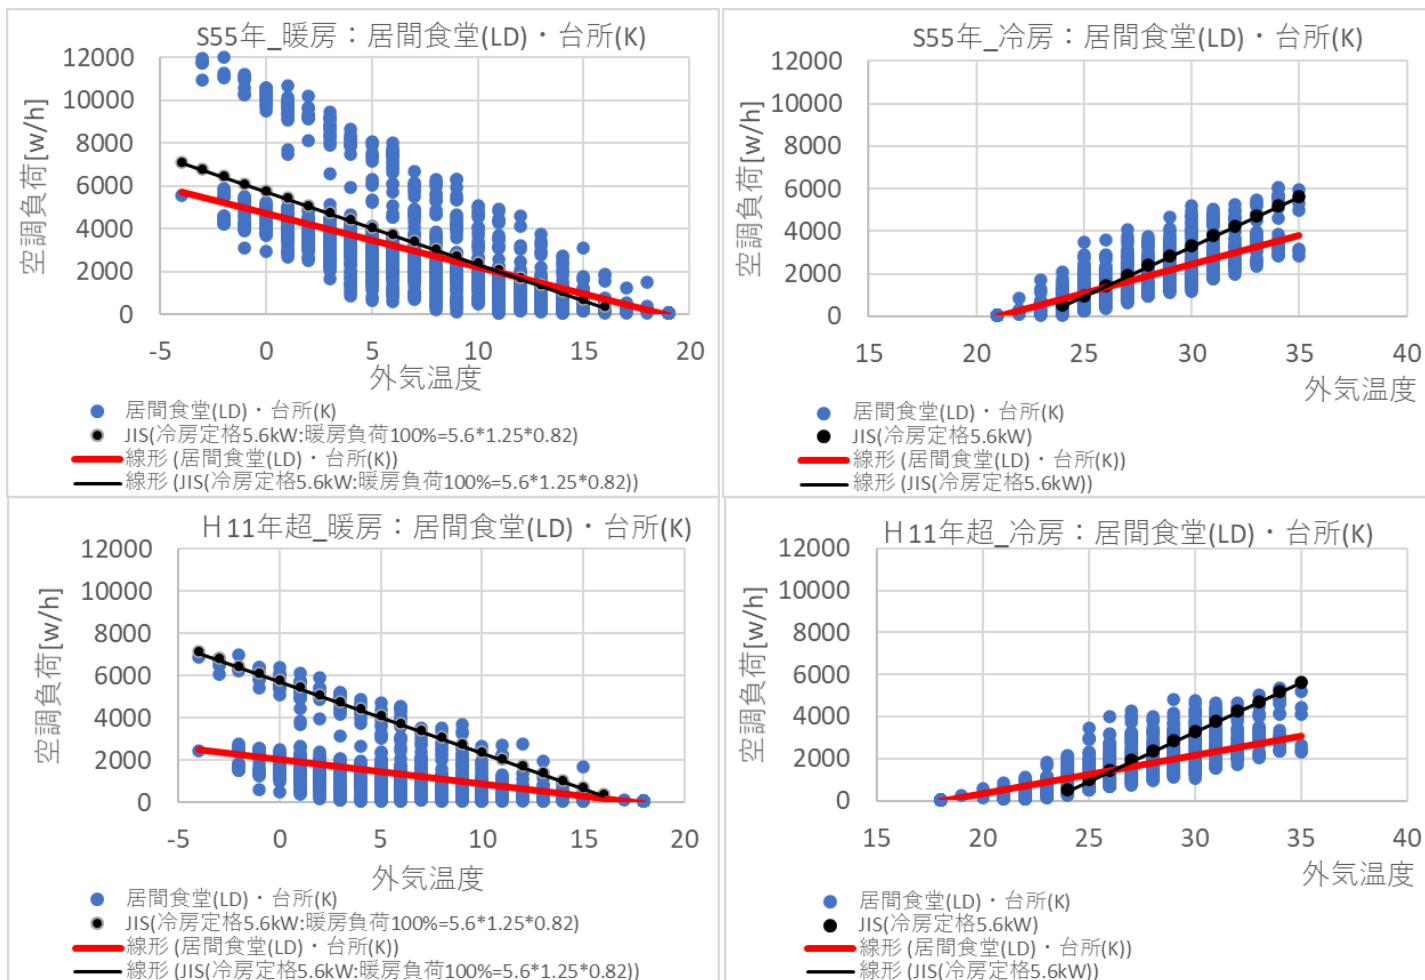 S55年_暖房：居間食堂(LD)・台所(K)
空調負荷[w/h]
12000
10000
8000
6000
4000
2000
0
-5 0 5 10 15 20
外気温度
居間食堂(LD)・台所(K)
JIS(冷房定格5.6kW:暖房負荷100%=5.6*1.25*0.82)
線形 (居間食堂(LD)・台所(K))
線形 (JIS(冷房定格5.6kW:暖房負荷100%=5.6*1.25*0.82))
S55年_冷房：居間食堂(LD)・台所(K)
空調負荷[w/h]
12000
10000
8000
6000
4000
2000
0
15 20 25 30 35 40
外気温度
居間食堂(LD)・台所(K)
JIS(冷房定格5.6kW)
線形 (居間食堂(LD)・台所(K))
線形 (JIS(冷房定格5.6kW))
Ｈ11年超_暖房：居間食堂(LD)・台所(K)
空調負荷[w/h]
12000
10000
8000
6000
4000
2000
0
-5 0 5 10 15 20
外気温度
居間食堂(LD)・台所(K)
JIS(冷房定格5.6kW:暖房負荷100%=5.6*1.25*0.82)
線形 (居間食堂(LD)・台所(K))
線形 (JIS(冷房定格5.6kW:暖房負荷100%=5.6*1.25*0.82))
Ｈ11年超_冷房：居間食堂(LD)・台所(K)
空調負荷[w/h]
12000
10000
8000
6000
4000
2000
0
15 20 25 30 35 40
外気温度
居間食堂(LD)・台所(K)
JIS(冷房定格5.6kW)
線形 (居間食堂(LD)・台所(K))
線形 (JIS(冷房定格5.6kW))